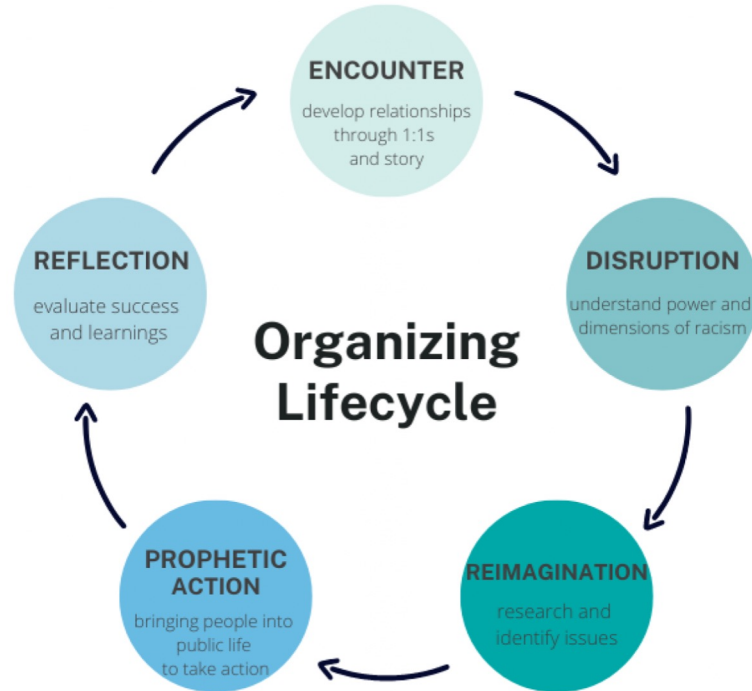 ENCOUNTER
develop relationships
through 1:1s
and story
DISRUPTION
understand power and
dimensions of racism
REIMAGINATION
research and
identify issues
PROPHETIC
ACTION
bringing people into
public life
to take action
REFLECTION
evaluate success
and learnings
Organizing
Lifecycle